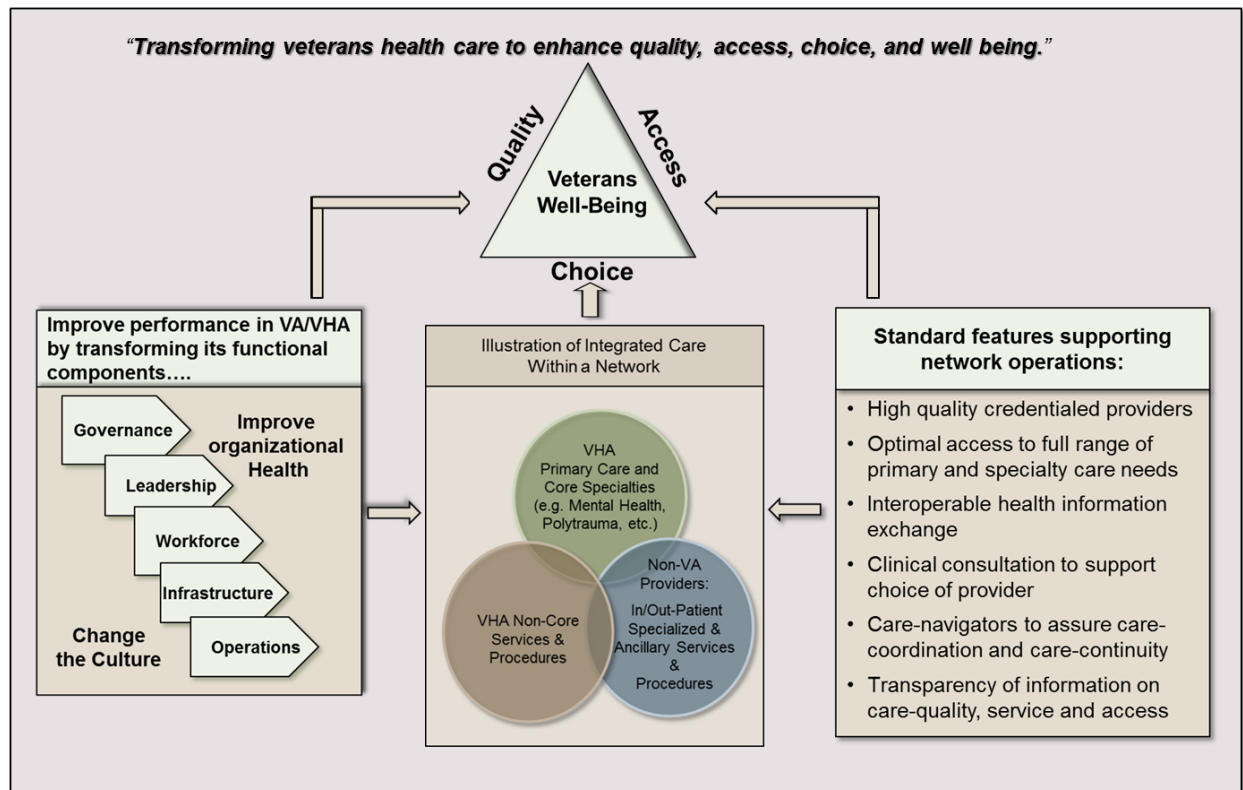 “Transforming veterans health care to enhance quality, access, choice, and well being.”
Quality
Access
Veterans
Well-Being
Choice
Improve performance in VA/VHA
by transforming its functional
components….
Governance
Improve
organizational
Health
Leadership
Workforce
Infrastructure
Change
the Culture
Operations
Illustration of Integrated Care
Within a Network
VHA
Primary Care and
Core Specialties
(e.g. Mental Health,
Polytrauma, etc.)
VHA Non-Core
Services &
Procedures
Non-VA
Providers:
In/Out-Patient
Specialized &
Ancillary Services
&
Procedures
Standard features supporting
network operations:
• High quality credentialed providers
• Optimal access to full range of
primary and specialty care needs
• Interoperable health information
exchange
• Clinical consultation to support
choice of provider
• Care-navigators to assure care-
coordination and care-continuity
• Transparency of information on
care-quality, service and access